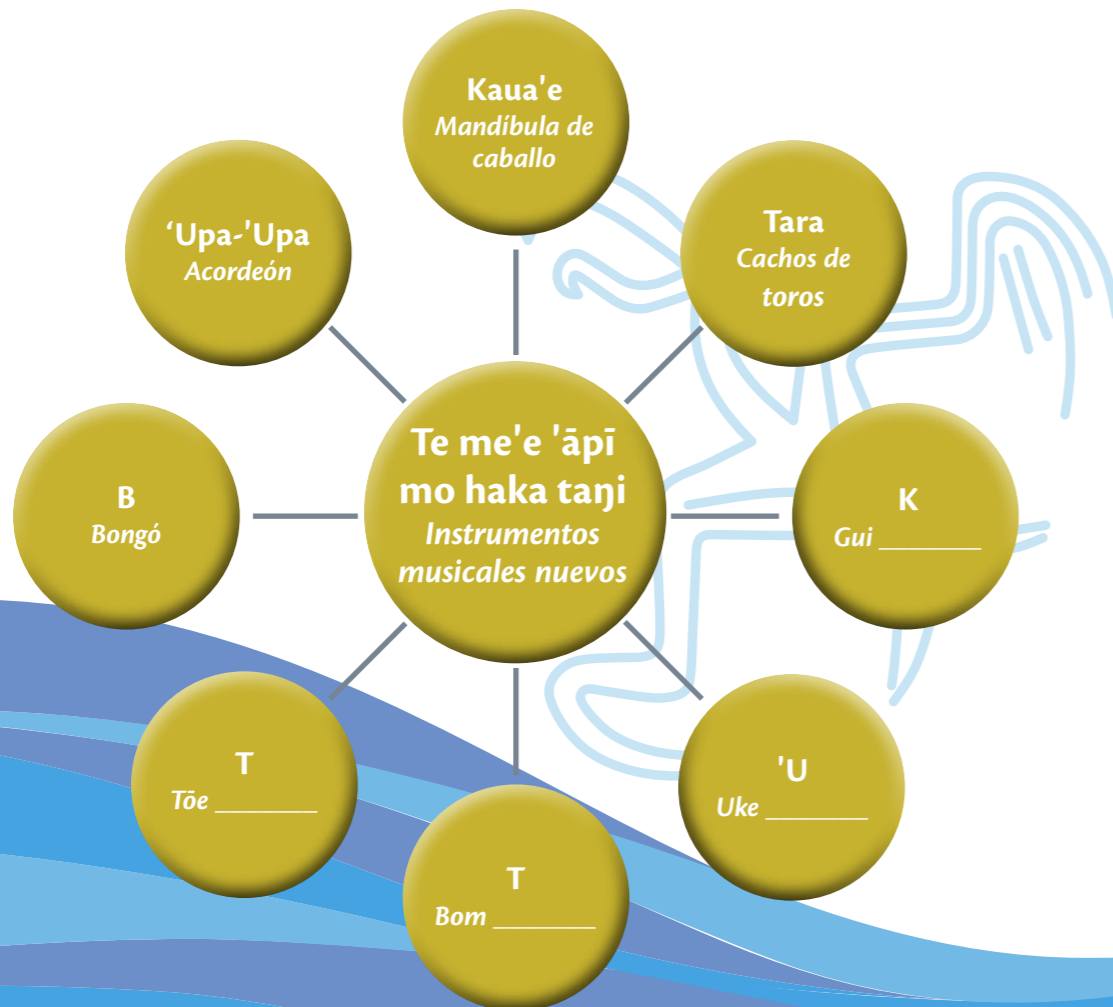 Kaua'e
Mandíbula de
caballo
‘Upa-'Upa
Acordeón
Tara
Cachos de
toros
Te me'e 'āpī
mo haka taŋi
Instrumentos
musicales nuevos
B
Bongó
K
Gui ________
T
Tōe ________
'U
Uke ________
T
Bom ________